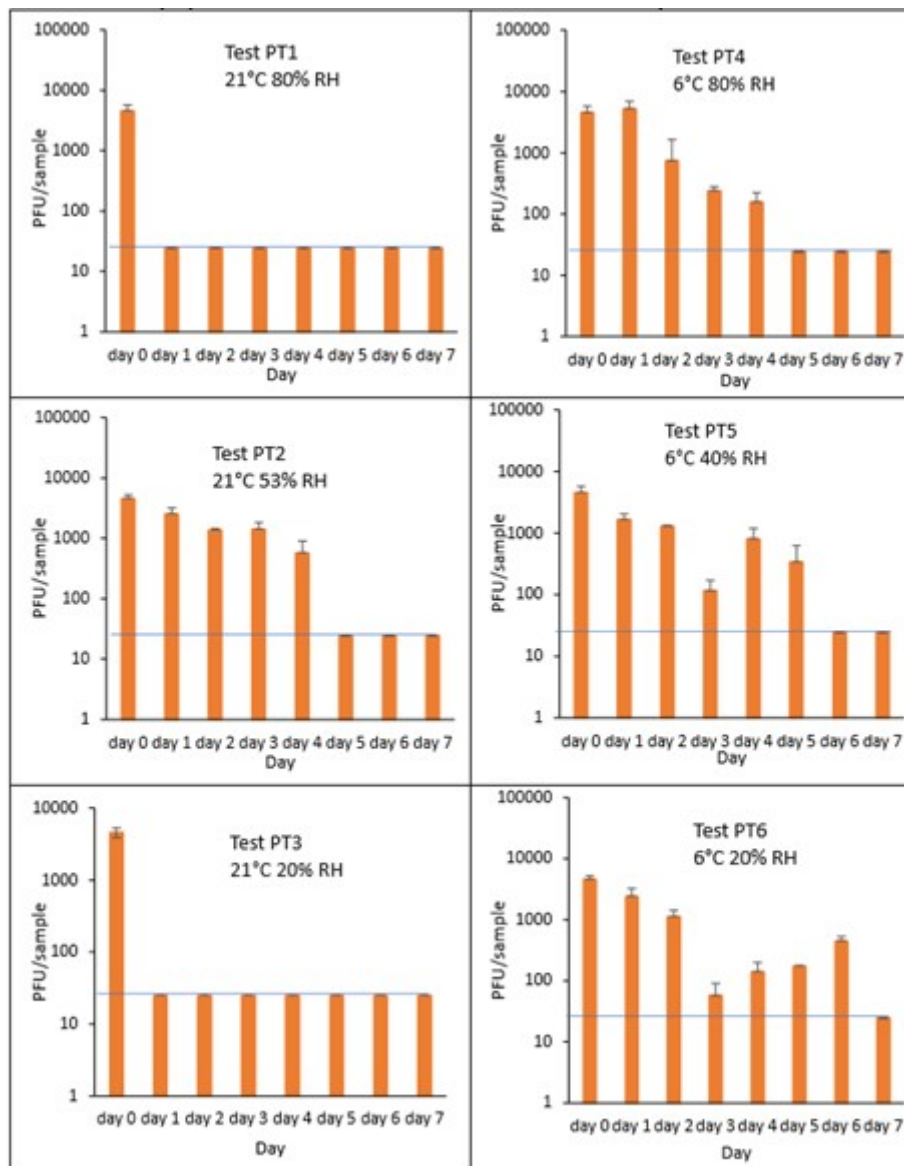 100000
10000
1000
100
10
1
PFU/sample
Test PT1
21°C 80% RH
day 0 day 1 day 2 day 3 day 4 day 5 day 6 day 7
Day
100000
10000
1000
100
10
1
PFU/sample
Test PT4
6°C 80% RH
day 0 day 1 day 2 day 3 day 4 day 5 day 6 day 7
Day
100000
10000
1000
100
10
1
PFU/sample
Test PT2
21°C 53% RH
day 0 day 1 day 2 day 3 day 4 day 5 day 6 day 7
Day
100000
10000
1000
100
10
1
PFU/sample
Test PT5
6°C 40% RH
day 0 day 1 day 2 day 3 day 4 day 5 day 6 day 7
Day
10000
1000
100
10
1
PFU/sample
Test PT3
21°C 20% RH
day 0 day 1 day 2 day 3 day 4 day 5 day 6 day 7
Day
100000
10000
1000
100
10
1
PFU/sample
Test PT6
6°C 20% RH
day 0 day 1 day 2 day 3 day 4 day 5 day 6 day 7
Day